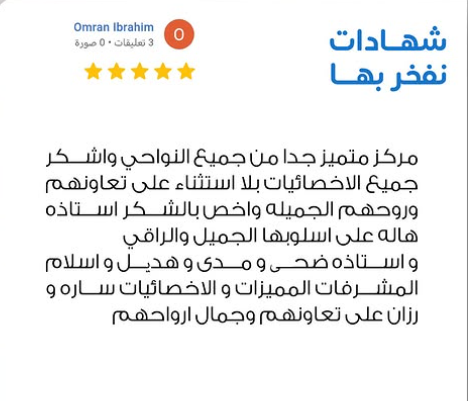 شهادات
نفخر بها
Omran Ibrahim
3 تعليقات • 0 صورة
O
مركز متميز جدا من جميع النواحي واشكر
جميع الاخصائيات بلا استثناء على تعاونهم
وروحهم الجميله واخص بالشكر استاذه
هاله على اسلوبها الجميل والراقي
و استاذه ضحى و مدى و هديل و اسلام
المشرفات المميزات و الاخصائيات ساره و
رزان على تعاونهم وجمال ارواحهم